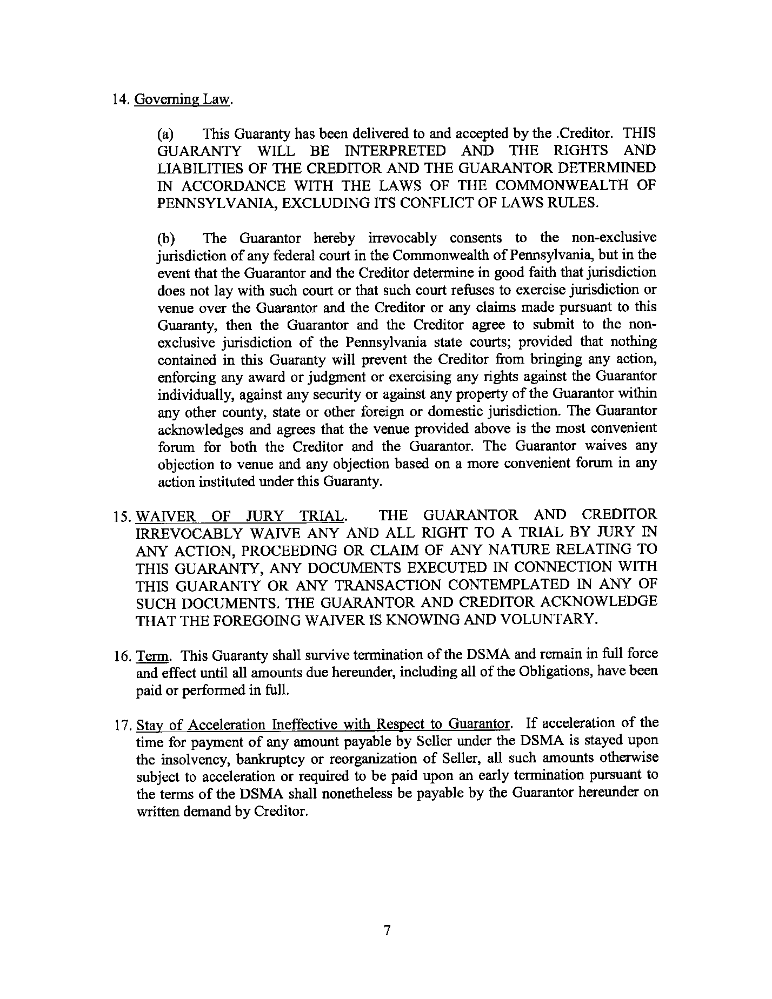 14. Governing Law.
(a) This Guaranty has been delivered to and accepted by the .Creditor. THIS
GUARANTY WILL BE INTERPRETED AND THE RIGHTS AND
LIABILITIES OF THE CREDITOR AND THE GUARANTOR DETERMINED
IN ACCORDANCE WITH THE LAWS OF THE COMMONWEALTH OF
PENNSYLVANIA, EXCLUDING ITS CONFLICT OF LAWS RULES.
(b) The Guarantor hereby irrevocably consents to the non-exclusive
jurisdiction of any federal court in the Commonwealth of Pennsylvania, but in the
event that the Guarantor and the Creditor determine in good faith that jurisdiction
does not lay with such court or that such court refuses to exercise jurisdiction or
venue over the Guarantor and the Creditor or any claims made pursuant to this
Guaranty, then the Guarantor and the Creditor agree to submit to the non-
exclusive jurisdiction of the Pennsylvania state courts; provided that nothing
contained in this Guaranty will prevent the Creditor from bringing any action,
enforcing any award or judgment or exercising any rights against the Guarantor
individually, against any security or against any property of the Guarantor within
any other county, state or other foreign or domestic jurisdiction. The Guarantor
acknowledges and agrees that the venue provided above is the most convenient
forum for both the Creditor and the Guarantor. The Guarantor waives any
objection to venue and any objection based on a more convenient forum in any
action instituted under this Guaranty.
15. WAIVER OF JURY TRIAL. THE GUARANTOR AND CREDITOR
IRREVOCABLY WAIVE ANY AND ALL RIGHT TO A TRIAL BY JURY IN
ANY ACTION, PROCEEDING OR CLAIM OF ANY NATURE RELATING TO
THIS GUARANTY, ANY DOCUMENTS EXECUTED IN CONNECTION WITH
THIS GUARANTY OR ANY TRANSACTION CONTEMPLATED IN ANY OF
SUCH DOCUMENTS. THE GUARANTOR AND CREDITOR ACKNOWLEDGE
THAT THE FOREGOING WAIVER IS KNOWING AND VOLUNTARY.
16. Term. This Guaranty shall survive termination of the DSMA and remain in full force
and effect until all amounts due hereunder, including all of the Obligations, have been
paid or performed in full.
17. Stay of Acceleration Ineffective with Respect to Guarantor. If acceleration of the
time for payment of any amount payable by Seller under the DSMA is stayed upon
the insolvency, bankruptcy or reorganization of Seller, all such amounts otherwise
subject to acceleration or required to be paid upon an early termination pursuant to
the terms of the DSMA shall nonetheless be payable by the Guarantor hereunder on
written demand by Creditor.
7